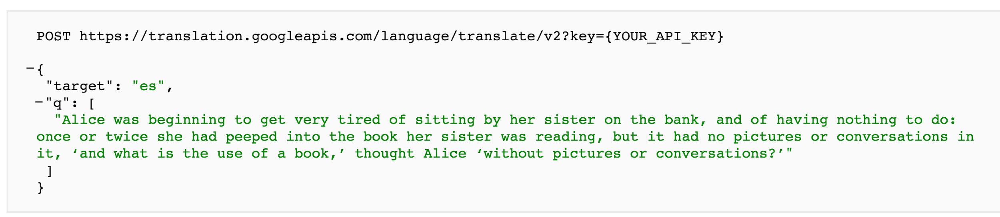 POST https://translation.googleapis.com/language/translate/v2?key={YOUR_API_KEY}
–{
"target": "es",
–"q": [
"Alice was beginning to get very tired of sitting by her sister on the bank, and of having nothing to do:
once or twice she had peeped into the book her sister was reading, but it had no pictures or conversations in
it, ‘and what is the use of a book,’ thought Alice ‘without pictures or conversations?’"
]
}